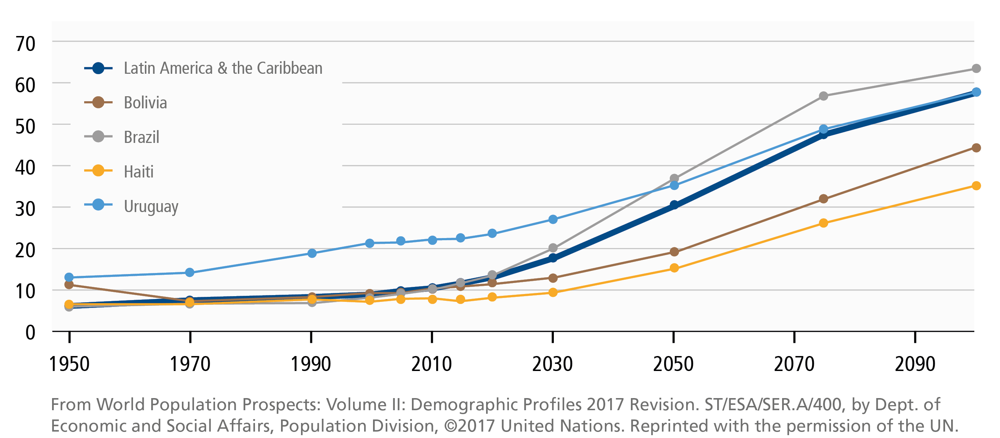 70
60
50
40
30
20
10
0
Latin America & the Caribbean
Bolivia
Brazil
Haiti
Uruguay
1950 1970 1990 2010 2030 2050 2070 2090
From World Population Prospects: Volume II: Demographic Profiles 2017 Revision. ST/ESA/SER.A/400, by Dept. of
Economic and Social Affairs, Population Division, ©2017 United Nations. Reprinted with the permission of the UN.